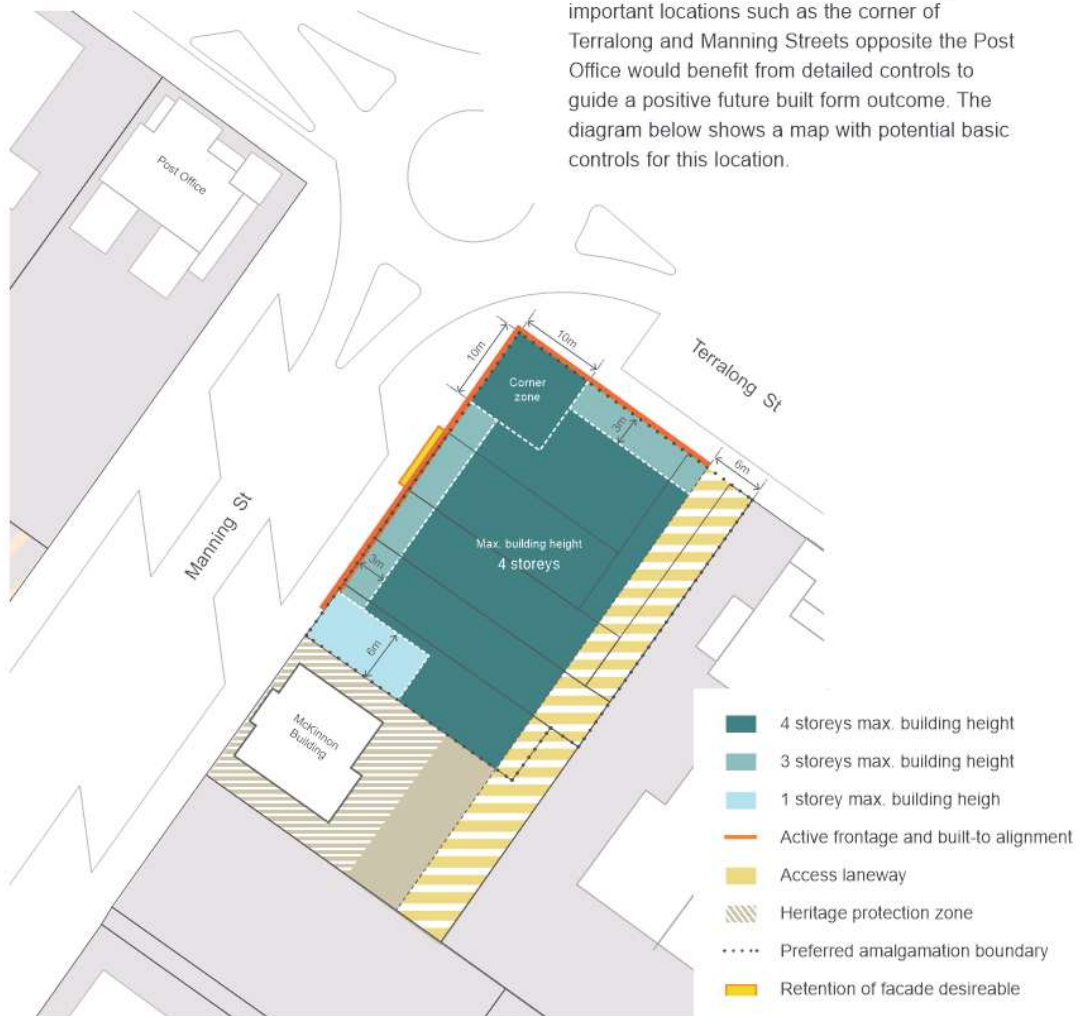 important locations such as the corner of
Terralong and Manning Streets opposite the Post
Office would benefit from detailed controls to
guide a positive future built form outcome. The
diagram below shows a map with potential basic
controls for this location.
Post Office
10m
10m
Corner
zone
Terralong St
3m
6m
Manning St
Max. building height
4 storeys
3m
6m
McKinnon
Building
4 storeys max. building height
3 storeys max. building height
1 storey max. building heigh
Active frontage and built-to alignment
Access laneway
Heritage protection zone
Preferred amalgamation boundary
Retention of facade desireable